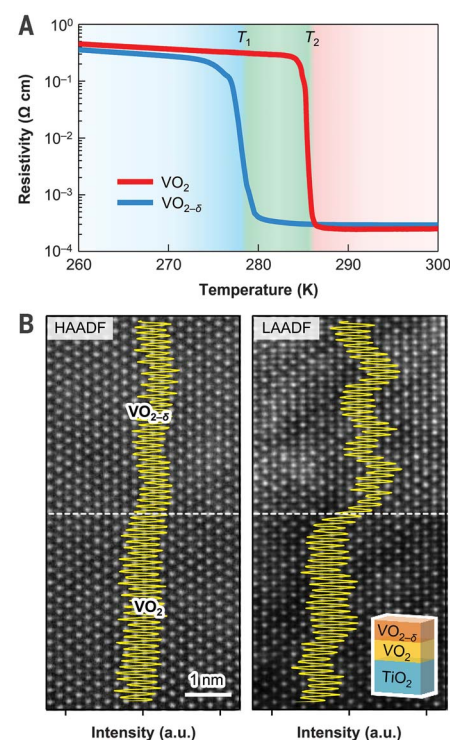 A
T₁ T₂
10⁰
10⁻¹
10⁻²
10⁻³
10⁻⁴
Resistivity (Ω cm)
VO₂
VO₂₋δ
260 270 280 290 300
Temperature (K)
B
HAADF
VO₂₋δ
VO₂
1 nm
Intensity (a.u.)
LAADF
VO₂₋δ
VO₂
TiO₂
Intensity (a.u.)